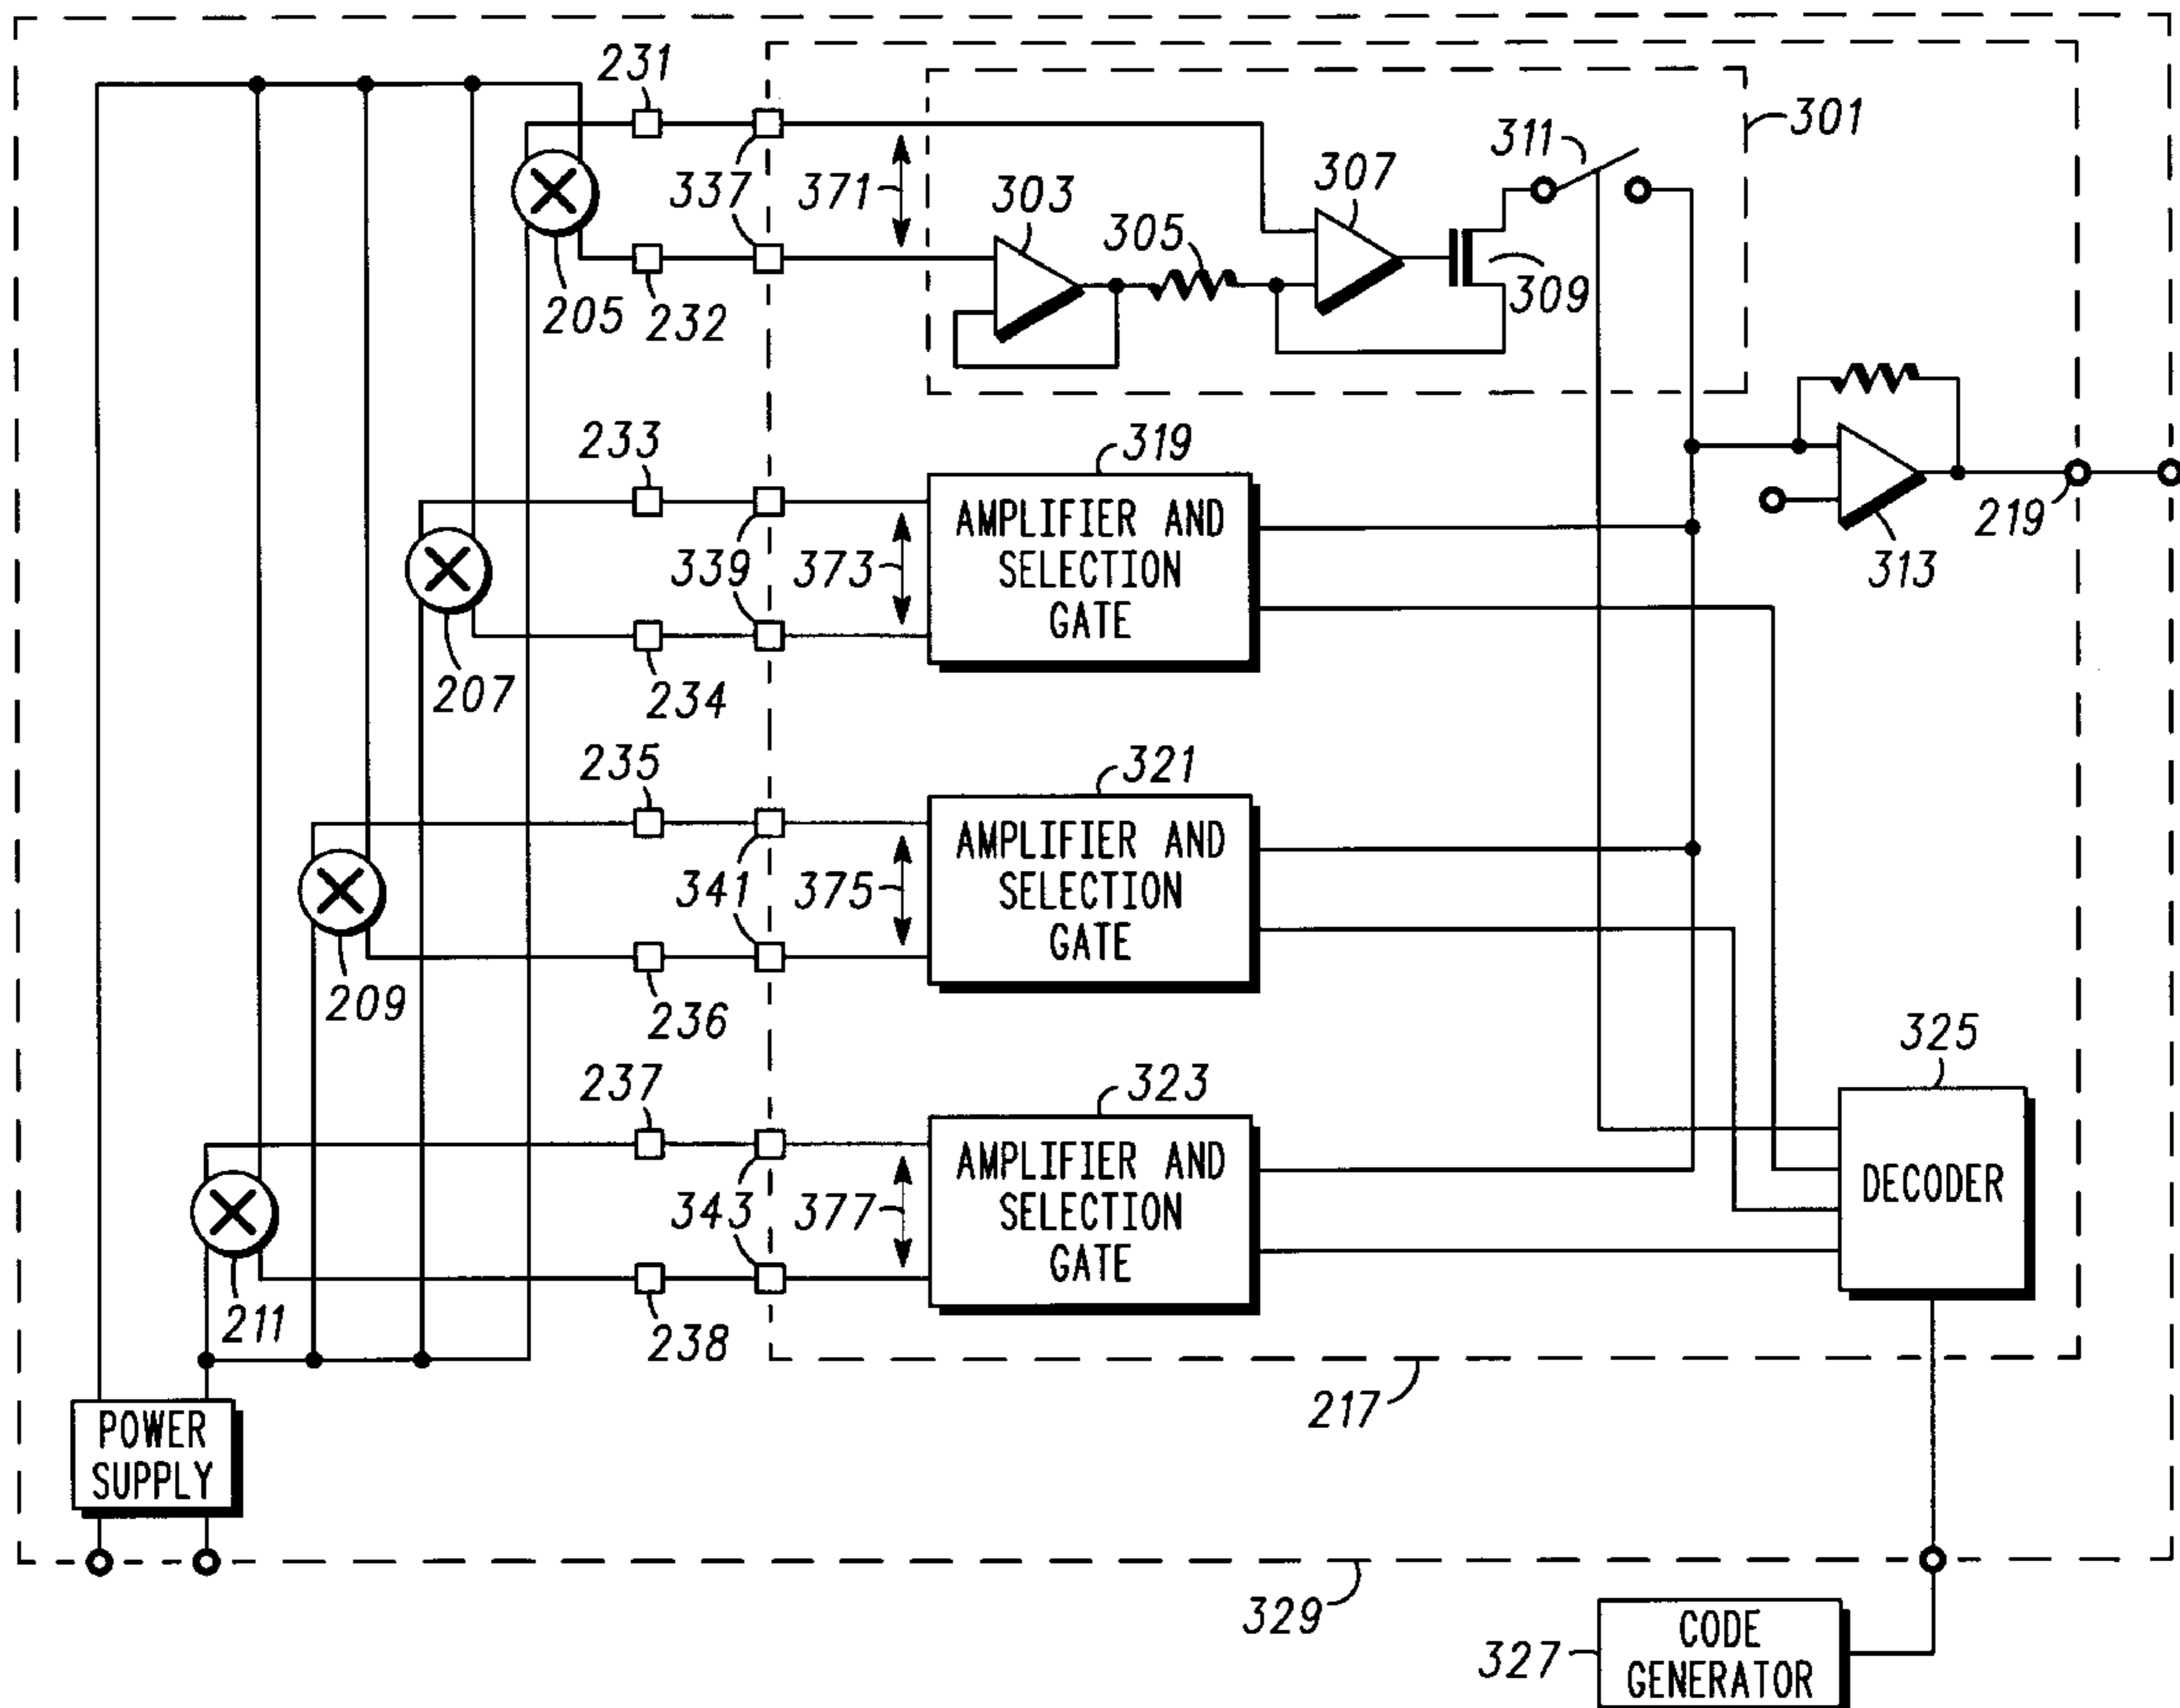 231
301
311
307
337
371
303
305
309
205
232
233
319
AMPLIFIER AND
SELECTION
GATE
339
373
219
313
207
234
235
321
AMPLIFIER AND
SELECTION
GATE
341
375
209
236
325
237
323
AMPLIFIER AND
SELECTION
GATE
DECODER
343
377
211
238
217
POWER
SUPPLY
329
327
CODE
GENERATOR